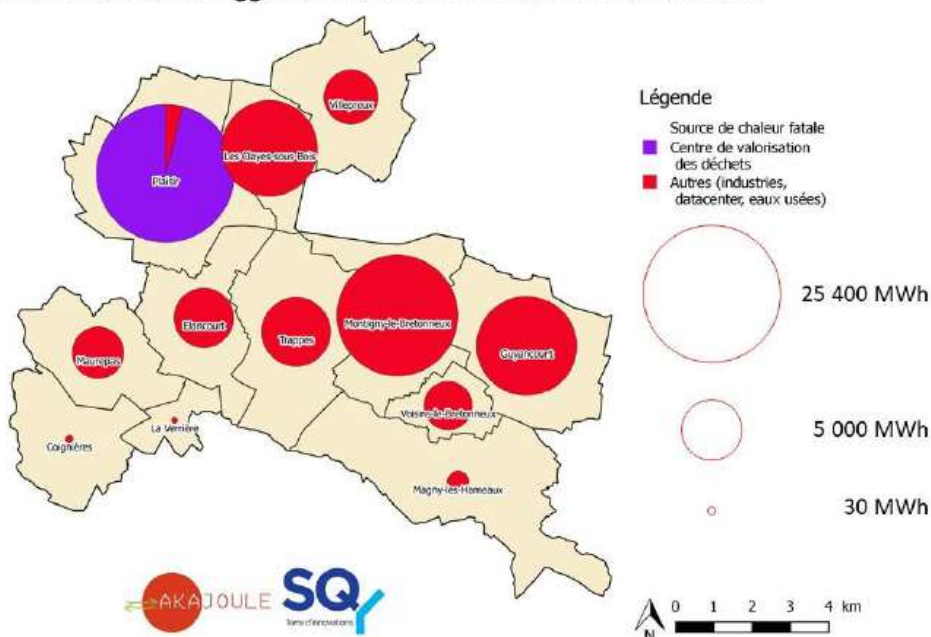 Villepreux
Les Clayes-sous-Bois
Plaisir
Elancourt
Montigny-le-Bretonneux
Trappes
Guyancourt
Maurepas
Voisins-le-Bretonneux
La Verrière
Coignières
Magny-les-Hameaux
Légende
Source de chaleur fatale
Centre de valorisation
des déchets
Autres (industries,
datacenter, eaux usées)
25 400 MWh
5 000 MWh
30 MWh
AKAJOULE
SQY
Terre d'innovations
N
0 1 2 3 4 km